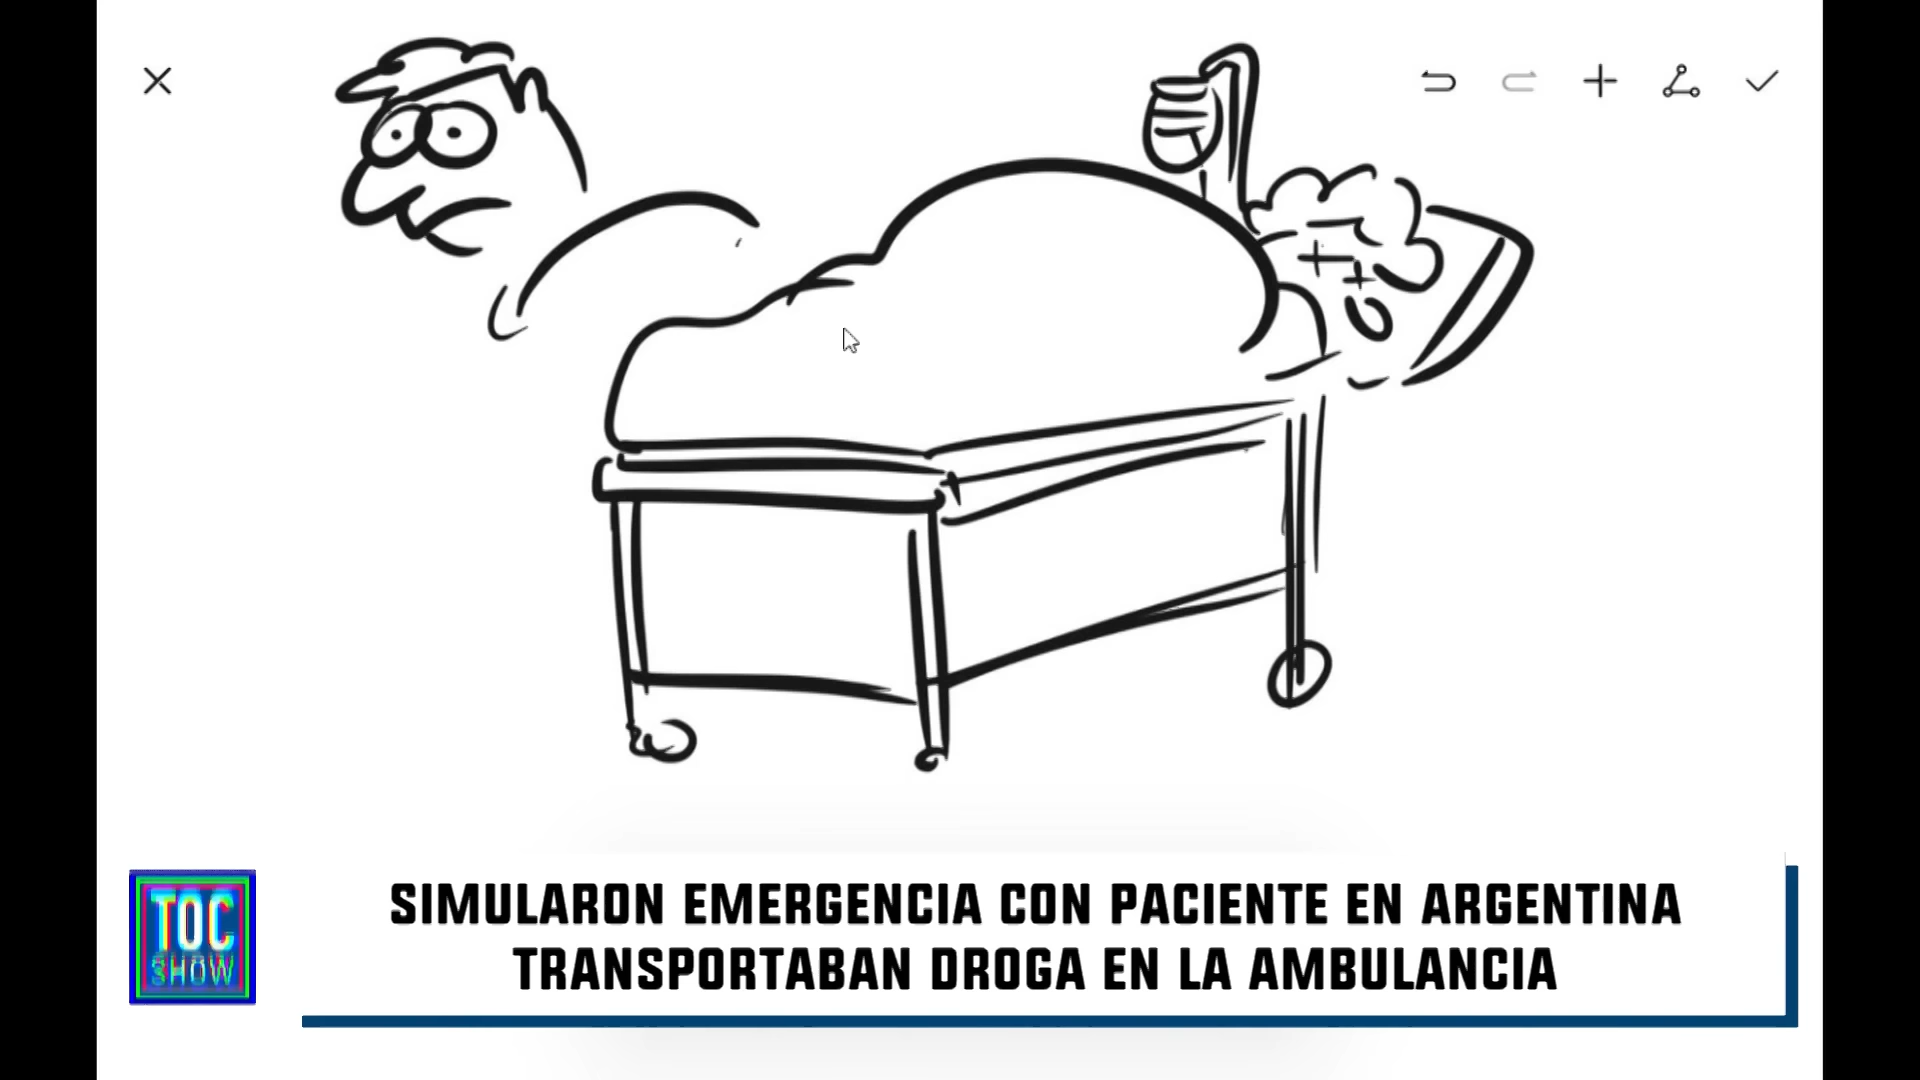 SIMULARON EMERGENCIA CON PACIENTE EN ARGENTINA
TRANSPORTABAN DROGA EN LA AMBULANCIA
TOC
SHOW